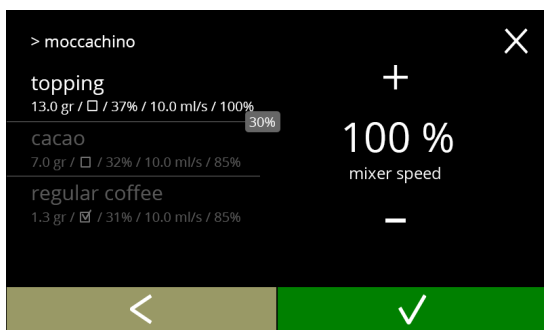 > moccachino
topping
13.0 gr / ☐ / 37% / 10.0 ml/s / 100%
30%
cacao
7.0 gr / ☐ / 32% / 10.0 ml/s / 85%
regular coffee
1.3 gr / ☑ / 31% / 10.0 ml/s / 85%
+
100 %
mixer speed
-